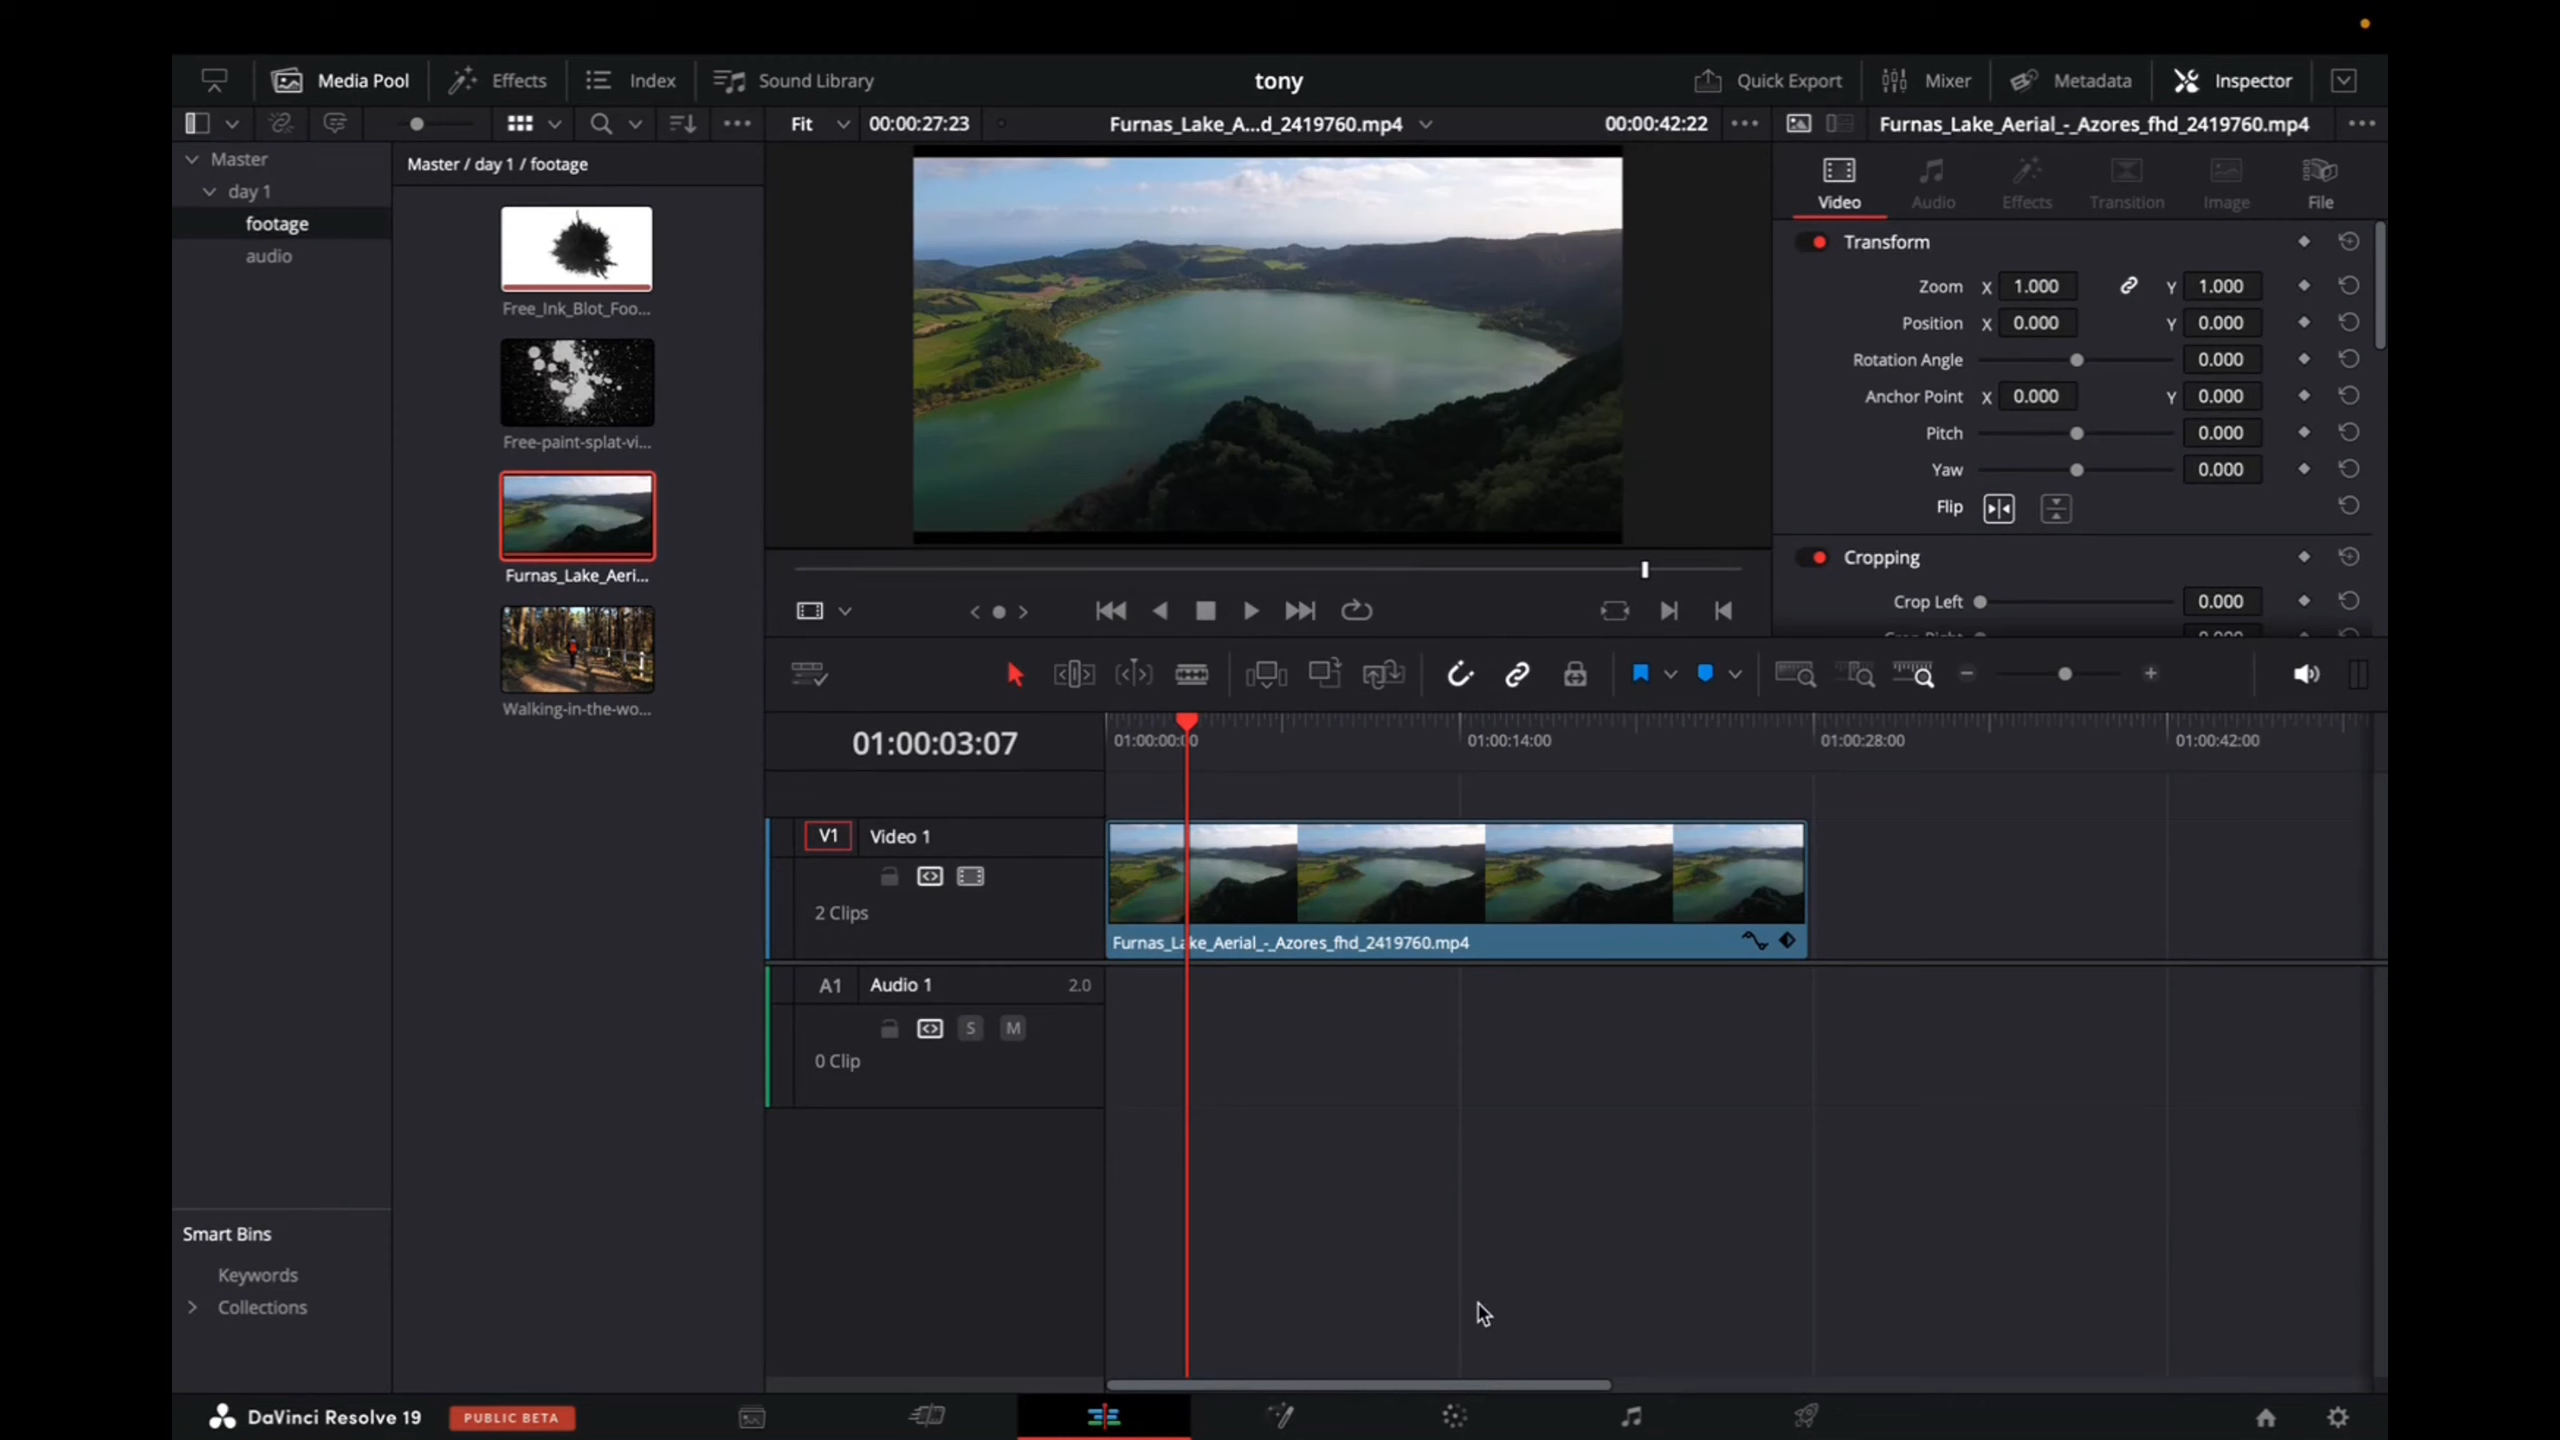 Media Pool Effects Index Sound Library tony Quick Export Mixer Metadata Inspector
Fit 00:00:27:23 Furnas_Lake_A...d_2419760.mp4 00:00:42:22 Furnas_Lake_Aerial_-_Azores_fhd_2419760.mp4
Master
day 1
footage
audio
Master / day 1 / footage
Free_Ink_Blot_Foo...
Free-paint-splat-vi...
Furnas_Lake_Aeri...
Walking-in-the-wo...
Video Audio Effects Transition Image File
Transform
Zoom X 1.000 Y 1.000
Position X 0.000 Y 0.000
Rotation Angle 0.000
Anchor Point X 0.000 Y 0.000
Pitch 0.000
Yaw 0.000
Flip
Cropping
Crop Left 0.000
01:00:03:07
01:00:00:00 01:00:14:00 01:00:28:00 01:00:42:00
V1 Video 1
2 Clips
Furnas_Lake_Aerial_-_Azores_fhd_2419760.mp4
A1 Audio 1 2.0
S M
0 Clip
Smart Bins
Keywords
Collections
DaVinci Resolve 19 PUBLIC BETA